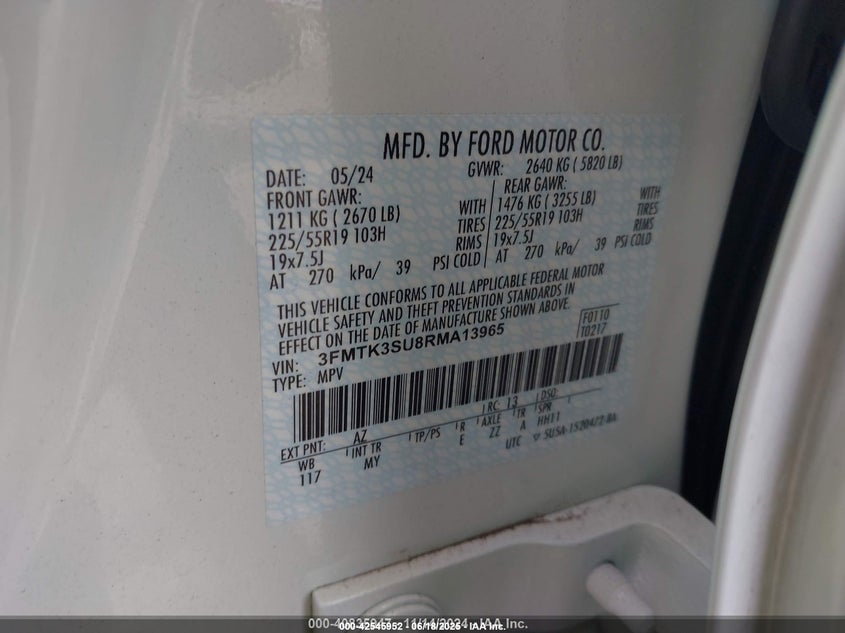 MFD. BY FORD MOTOR CO.
DATE: 05/24 GVWR: 2640 KG ( 5820 LB)
FRONT GAWR: REAR GAWR:
1211 KG ( 2670 LB) WITH 1476 KG ( 3255 LB) WITH
225/55R19 103H TIRES 225/55R19 103H TIRES
19x7.5J RIMS 19x7.5J RIMS
AT 270 kPa/ 39 PSI COLD AT 270 kPa/ 39 PSI COLD
THIS VEHICLE CONFORMS TO ALL APPLICABLE FEDERAL MOTOR
VEHICLE SAFETY AND THEFT PREVENTION STANDARDS IN
EFFECT ON THE DATE OF MANUFACTURE SHOWN ABOVE.
F0110
T0217
VIN: 3FMTK3SU8RMA13965
TYPE: MPV
RC: 13 DSO:
EXT PNT: AZ TP/PS R AXLE TR SPR
WB INT TR E ZZ A HH11
117 MY UTC
000-42545952 06/18/2025 IAA Inc.